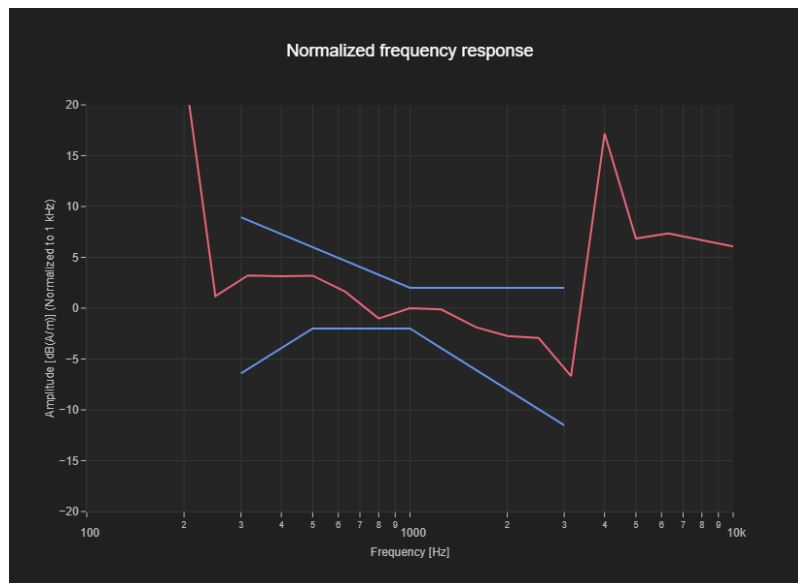 Normalized frequency response
Amplitude [dB(A/m)] (Normalized to 1 kHz)
20
15
10
5
0
−5
−10
−15
−20
100 2 3 4 5 6 7 8 9 1000 2 3 4 5 6 7 8 9 10k
Frequency [Hz]